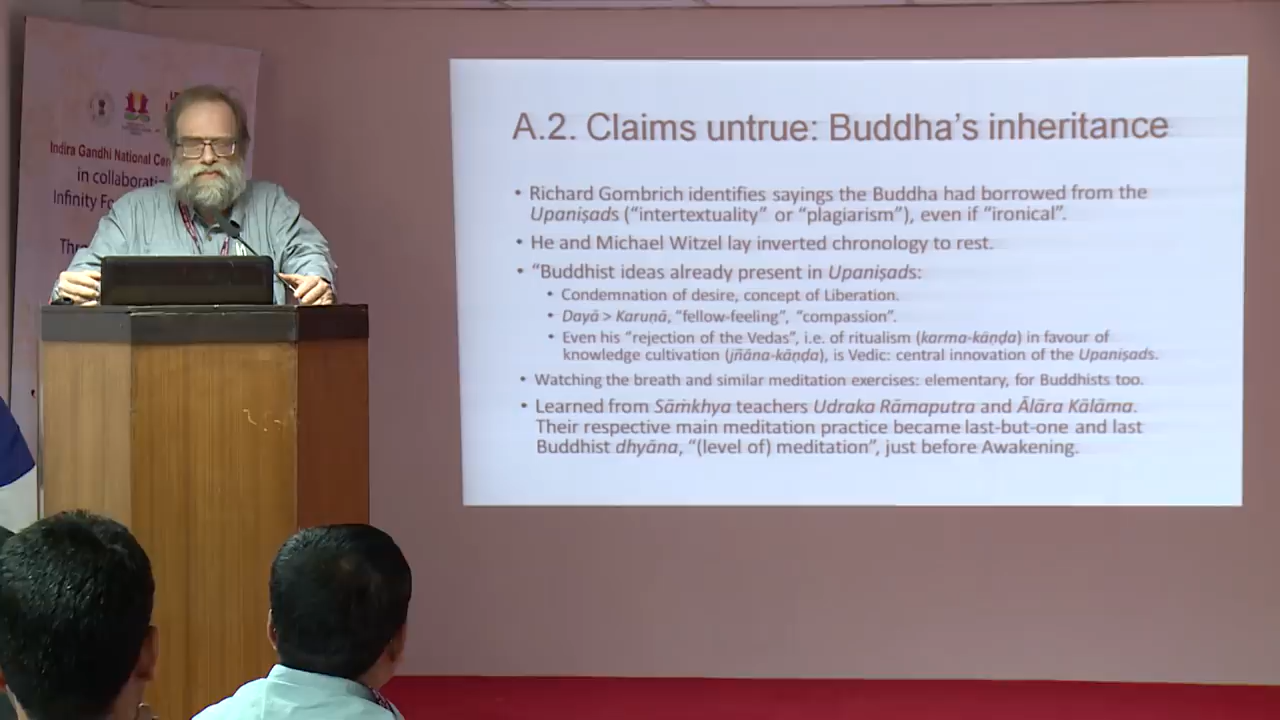 Indira Gandhi National
in collaboration
Infinity
A.2. Claims untrue: Buddha's inheritance
• Richard Gombrich identifies sayings the Buddha had borrowed from the
Upaniṣads ("intertextuality" or "plagiarism"), even if "ironical".
• He and Michael Witzel lay inverted chronology to rest.
• "Buddhist ideas already present in Upaniṣads:
• Condemnation of desire, concept of Liberation.
• Dayā > Karuṇā, "fellow-feeling", "compassion".
• Even his "rejection of the Vedas", i.e. of ritualism (karma-kāṇḍa) in favour of
knowledge cultivation (jñāna-kāṇḍa), is Vedic: central innovation of the Upaniṣads.
• Watching the breath and similar meditation exercises: elementary, for Buddhists too.
• Learned from Sāṁkhya teachers Udraka Rāmaputra and Ālāra Kālāma.
Their respective main meditation practice became last-but-one and last
Buddhist dhyāna, "(level of) meditation", just before Awakening.